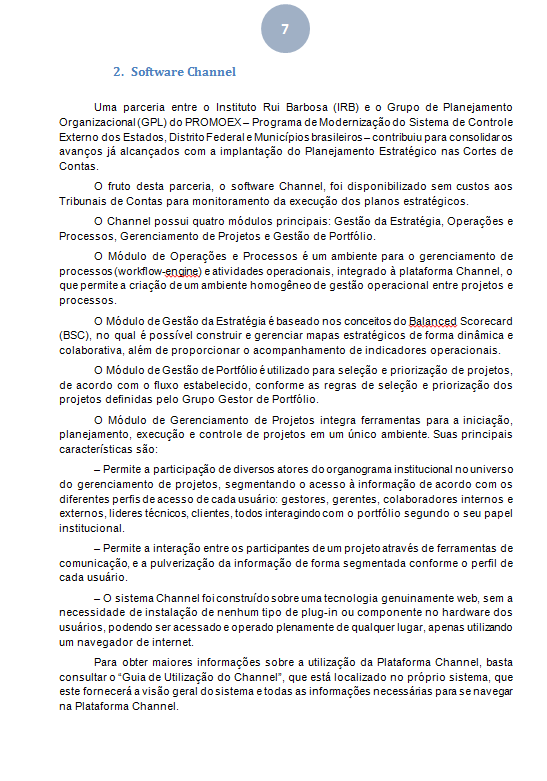 7
2. Software Channel
Uma parceria entre o Instituto Rui Barbosa (IRB) e o Grupo de Planejamento
Organizacional (GPL) do PROMOEX – Programa de Modernização do Sistema de Controle
Externo dos Estados, Distrito Federal e Municípios brasileiros – contribuiu para consolidar os
avanços já alcançados com a implantação do Planejamento Estratégico nas Cortes de
Contas.
O fruto desta parceria, o software Channel, foi disponibilizado sem custos aos
Tribunais de Contas para monitoramento da execução dos planos estratégicos.
O Channel possui quatro módulos principais: Gestão da Estratégia, Operações e
Processos, Gerenciamento de Projetos e Gestão de Portfólio.
O Módulo de Operações e Processos é um ambiente para o gerenciamento de
processos (workflow-engine) e atividades operacionais, integrado à plataforma Channel, o
que permite a criação de um ambiente homogêneo de gestão operacional entre projetos e
processos.
O Módulo de Gestão da Estratégia é baseado nos conceitos do Balanced Scorecard
(BSC), no qual é possível construir e gerenciar mapas estratégicos de forma dinâmica e
colaborativa, além de proporcionar o acompanhamento de indicadores operacionais.
O Módulo de Gestão de Portfólio é utilizado para seleção e priorização de projetos,
de acordo com o fluxo estabelecido, conforme as regras de seleção e priorização dos
projetos definidas pelo Grupo Gestor de Portfólio.
O Módulo de Gerenciamento de Projetos integra ferramentas para a iniciação,
planejamento, execução e controle de projetos em um único ambiente. Suas principais
características são:
– Permite a participação de diversos atores do organograma institucional no universo
do gerenciamento de projetos, segmentando o acesso à informação de acordo com os
diferentes perfis de acesso de cada usuário: gestores, gerentes, colaboradores internos e
externos, lideres técnicos, clientes, todos interagindo com o portfólio segundo o seu papel
institucional.
– Permite a interação entre os participantes de um projeto através de ferramentas de
comunicação, e a pulverização da informação de forma segmentada conforme o perfil de
cada usuário.
– O sistema Channel foi construído sobre uma tecnologia genuinamente web, sem a
necessidade de instalação de nenhum tipo de plug-in ou componente no hardware dos
usuários, podendo ser acessado e operado plenamente de qualquer lugar, apenas utilizando
um navegador de internet.
Para obter maiores informações sobre a utilização da Plataforma Channel, basta
consultar o “Guia de Utilização do Channel”, que está localizado no próprio sistema, que
este fornecerá a visão geral do sistema e todas as informações necessárias para se navegar
na Plataforma Channel.